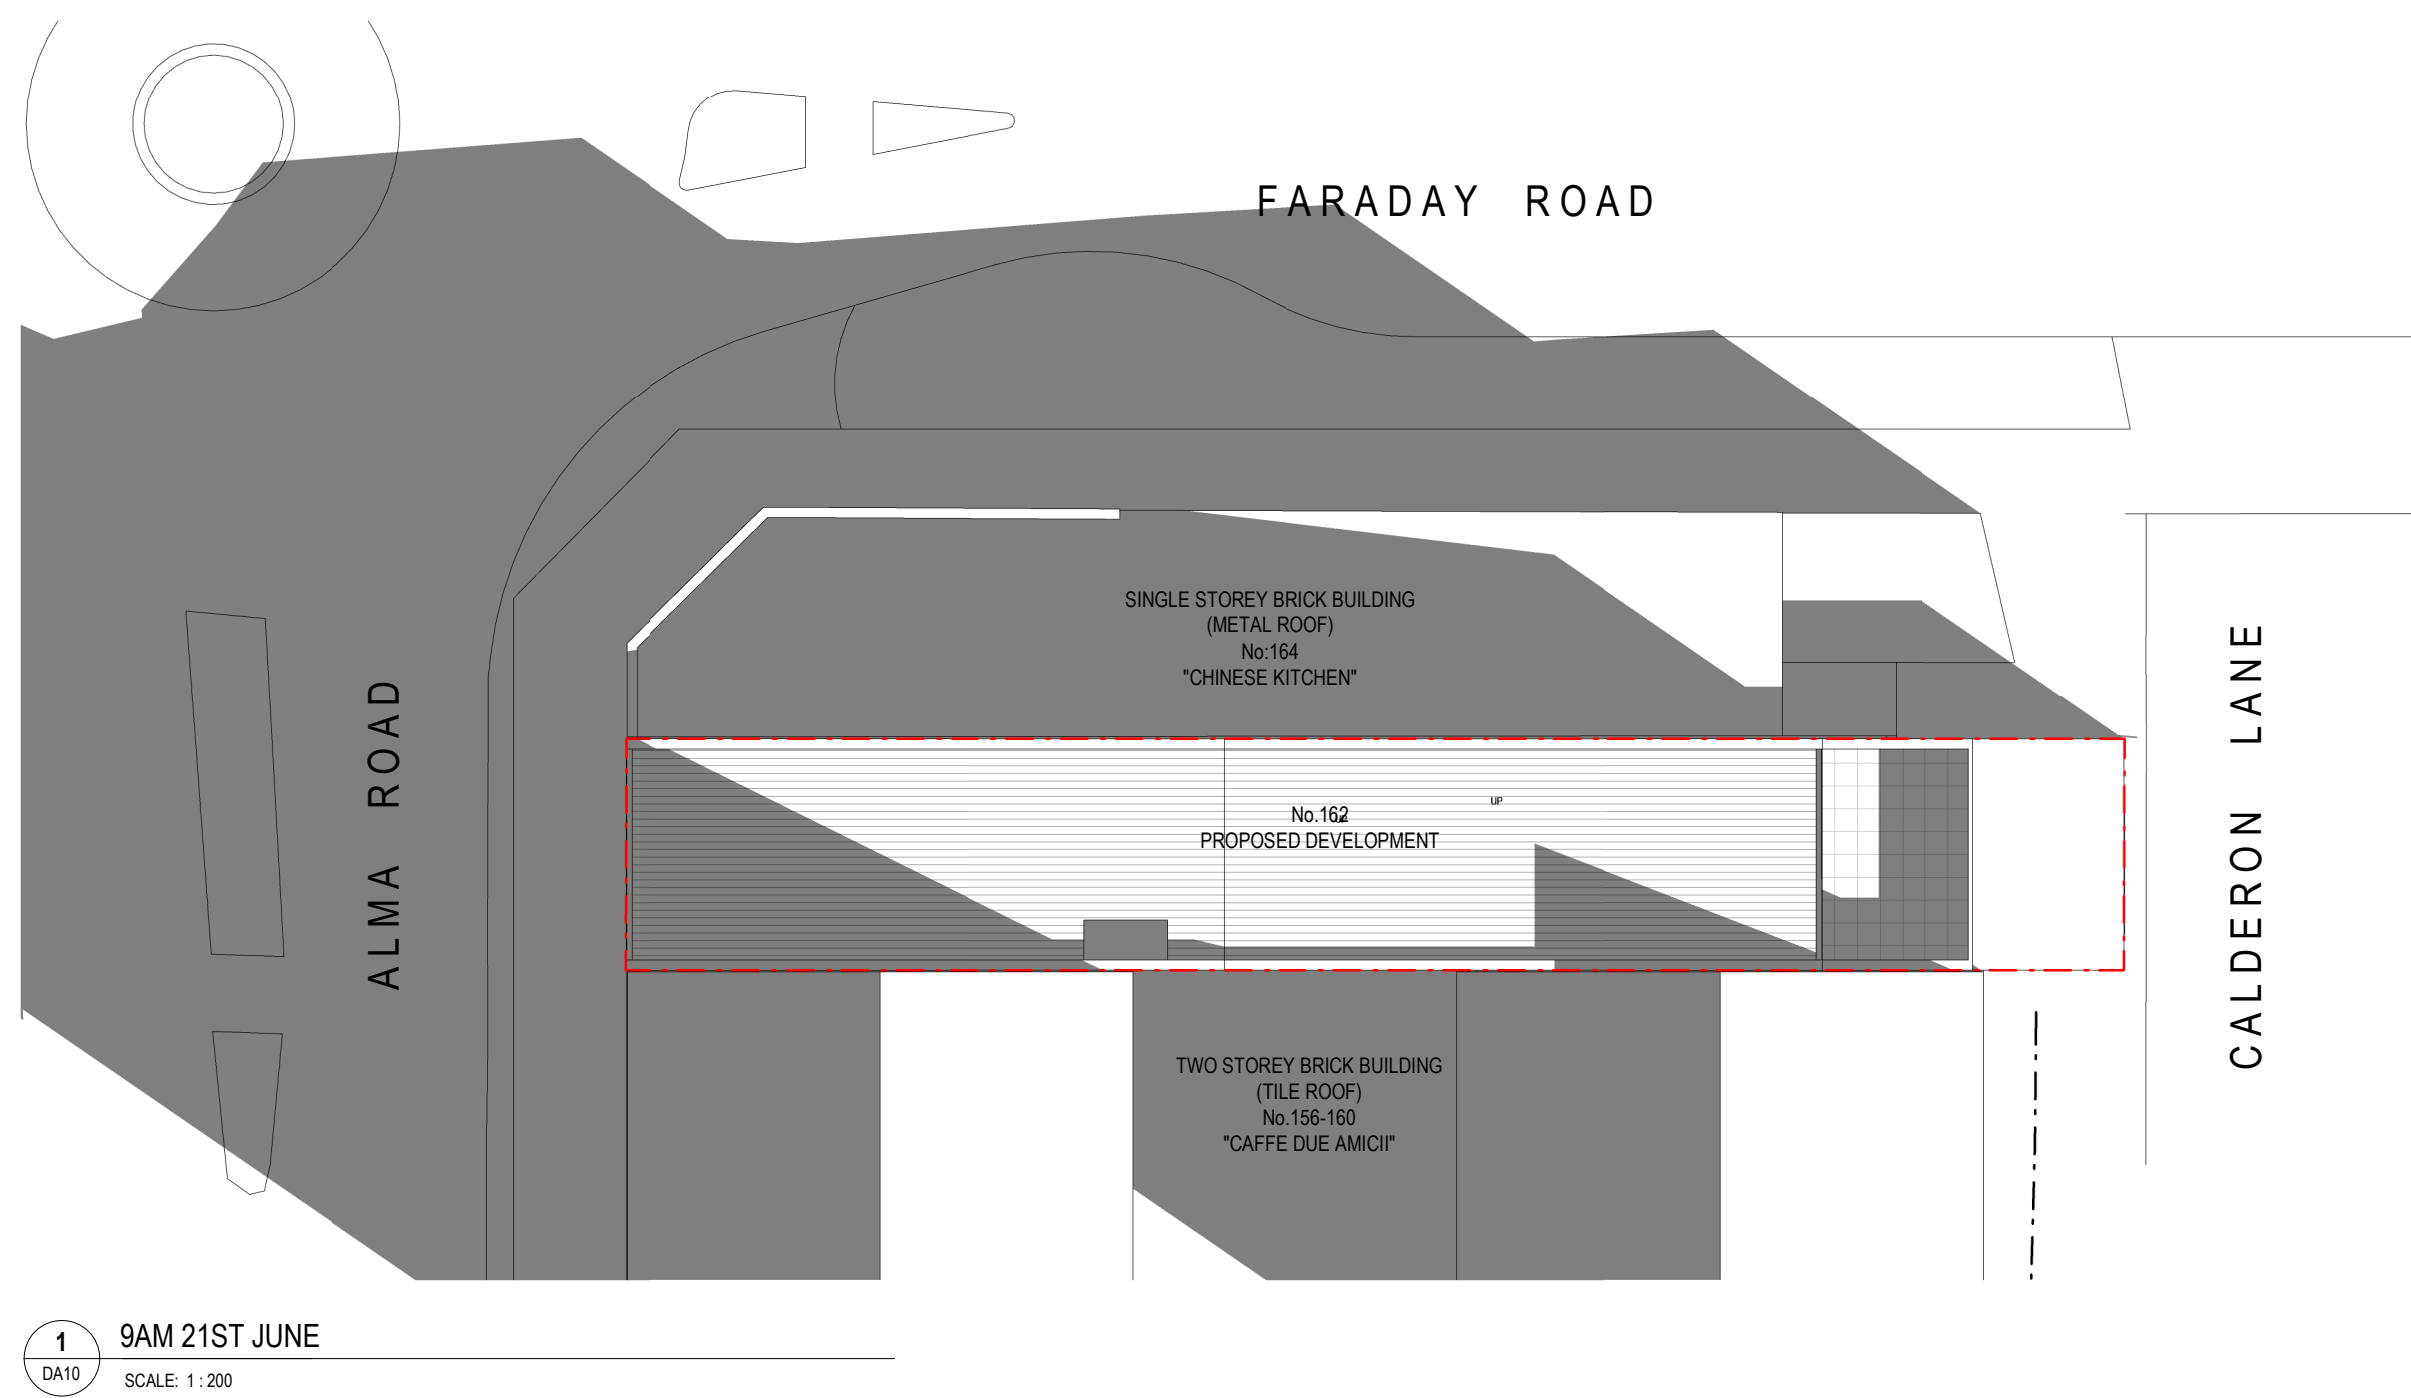 FARADAY ROAD
SINGLE STOREY BRICK BUILDING
(METAL ROOF)
No:164
"CHINESE KITCHEN"
ALMA ROAD
CALDERON LANE
UP
No.162
UP
PROPOSED DEVELOPMENT
TWO STOREY BRICK BUILDING
(TILE ROOF)
No.156-160
"CAFFE DUE AMICII"
1
DA10
9AM 21ST JUNE
SCALE: 1 : 200